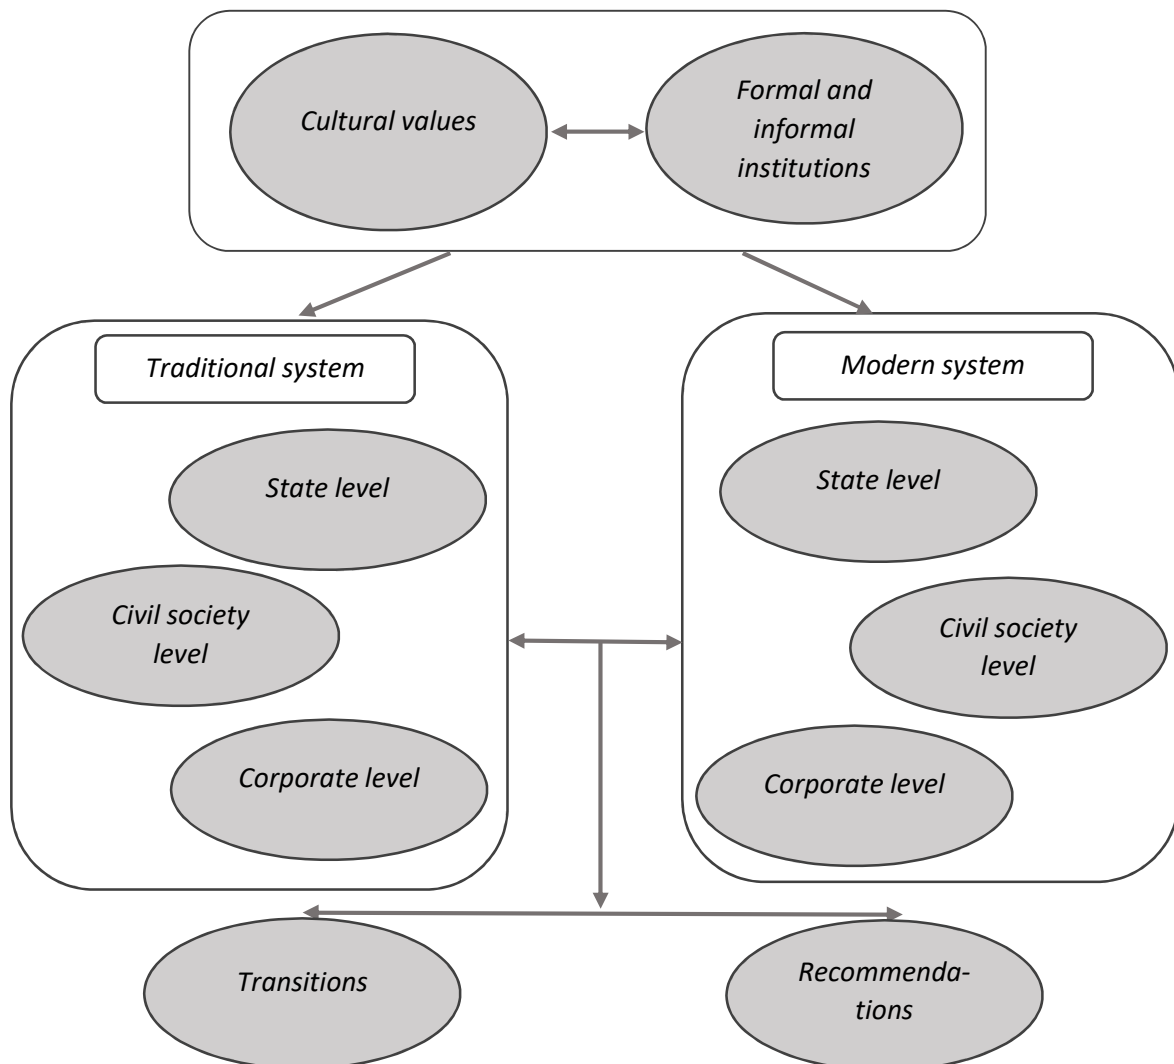 Cultural values
Formal and
informal
institutions
Traditional system
State level
Civil society
level
Corporate level
Modern system
State level
Civil society
level
Corporate level
Transitions
Recommenda-
tions